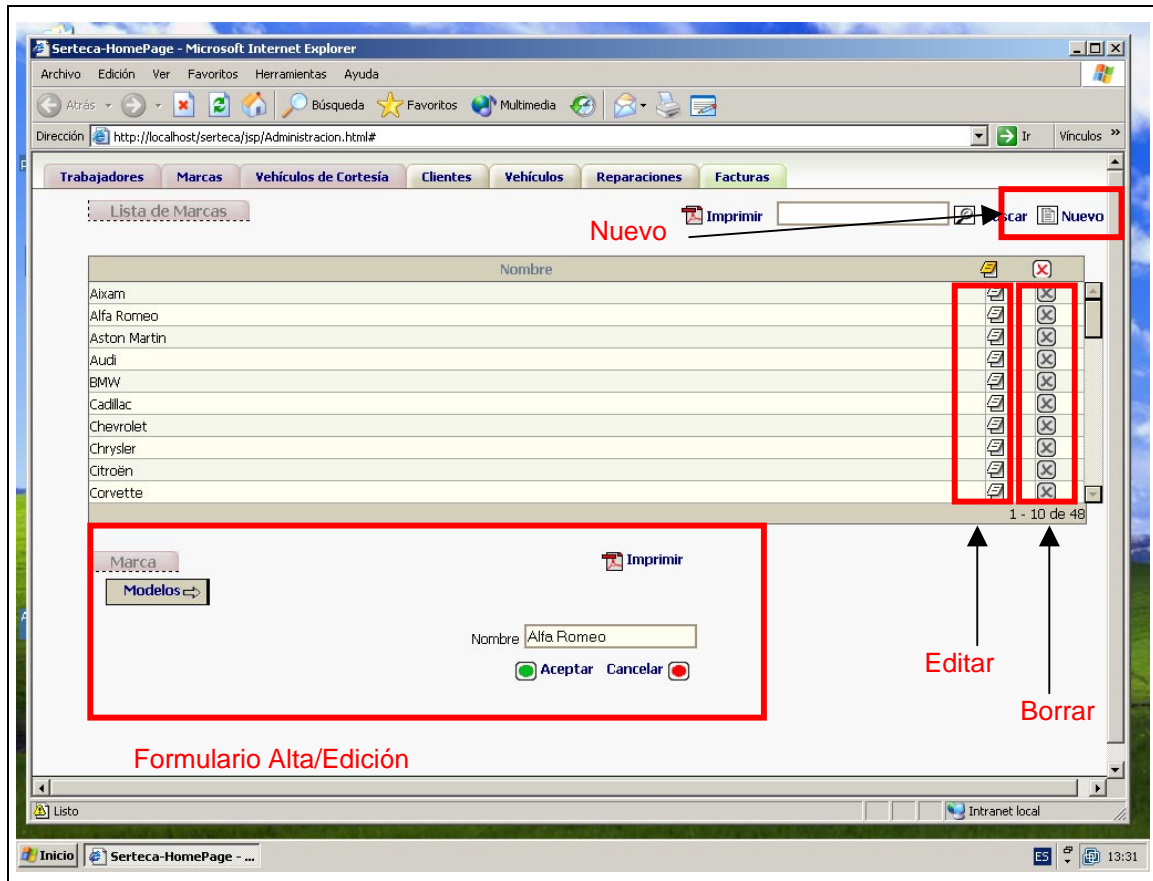 Serteca-HomePage - Microsoft Internet Explorer
Archivo Edición Ver Favoritos Herramientas Ayuda
Atrás Búsqueda Favoritos Multimedia
Dirección http://localhost/serteca/jsp/Administracion.html# Ir Vínculos »
Trabajadores Marcas Vehículos de Cortesía Clientes Vehículos Reparaciones Facturas
Lista de Marcas Imprimir Nuevo
Nuevo
Nombre
Aixam
Alfa Romeo
Aston Martin
Audi
BMW
Cadillac
Chevrolet
Chrysler
Citroën
Corvette
1 - 10 de 48
Marca Imprimir
Modelos
Nombre Alfa Romeo
Aceptar Cancelar
Editar
Borrar
Formulario Alta/Edición
Listo Intranet local
Inicio Serteca-HomePage - ... ES 13:31